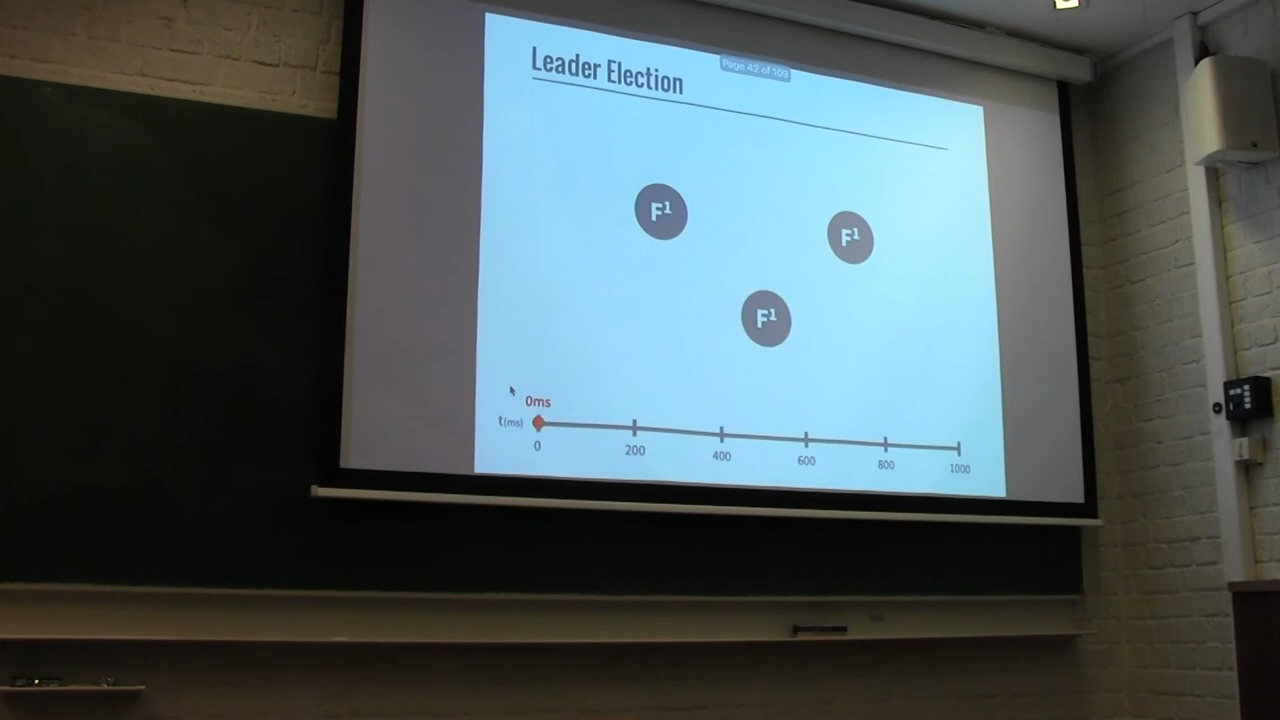 Leader Election
Page 42 of 109
F¹
F¹
F¹
0ms
t(ms)
0 200 400 600 800 1000